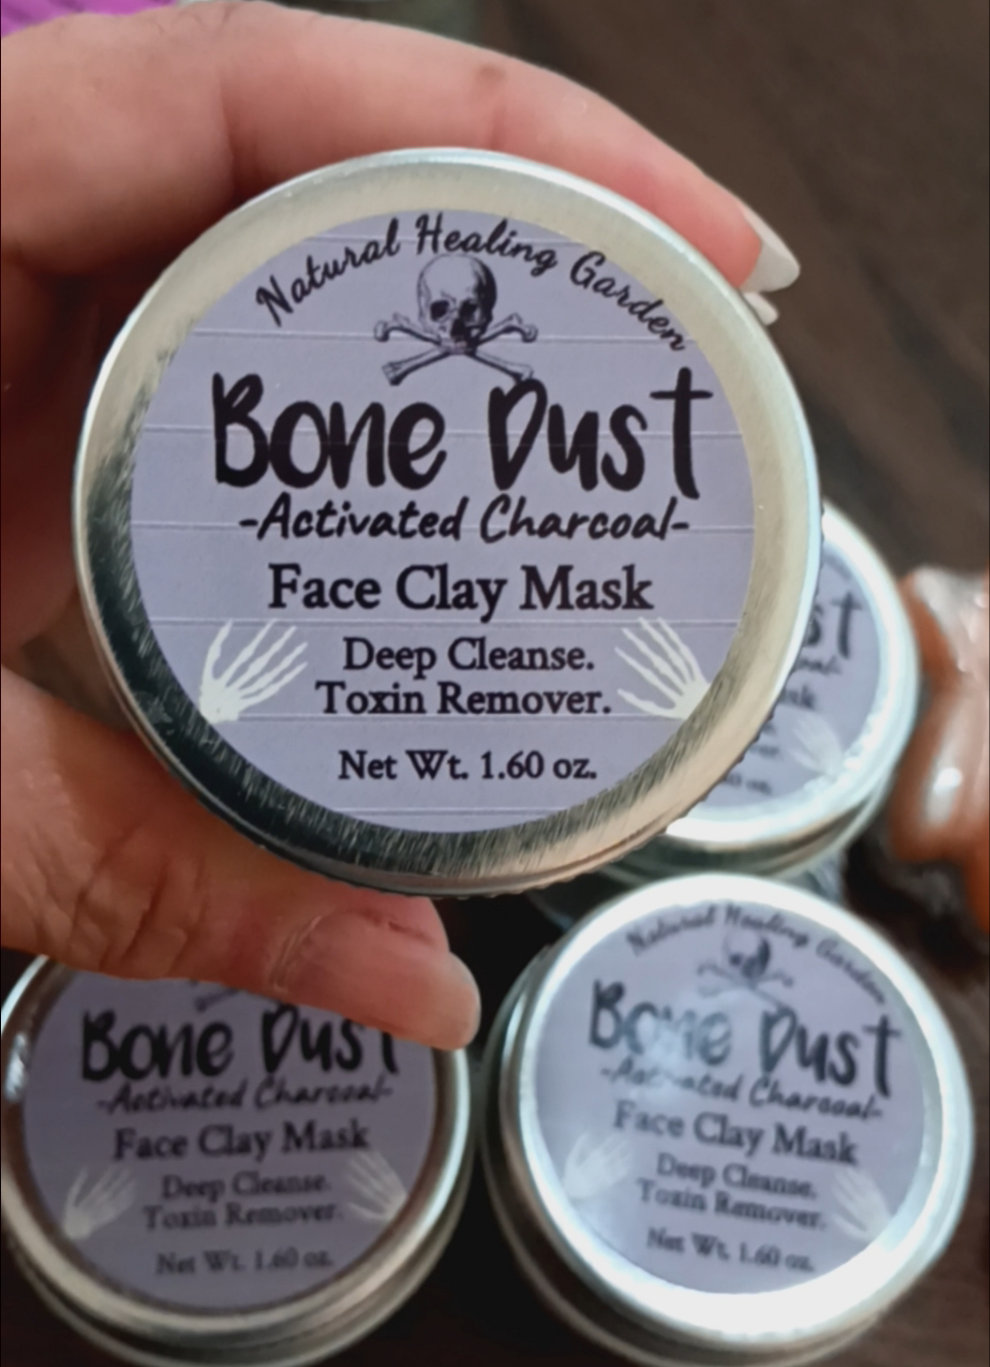 Natural Healing Garden
Bone Dust
-Activated Charcoal-
Face Clay Mask
Deep Cleanse.
Toxin Remover.
Net Wt. 1.60 oz.
st
sk
Bone Dust
-Activated Charcoal-
Face Clay Mask
Deep Cleanse.
Toxin Remover.
Net Wt. 1.60 oz.
Natural Healing Garden
Bone Dust
-Activated Charcoal-
Face Clay Mask
Deep Cleanse.
Toxin Remover.
Net Wt. 1.60 oz.